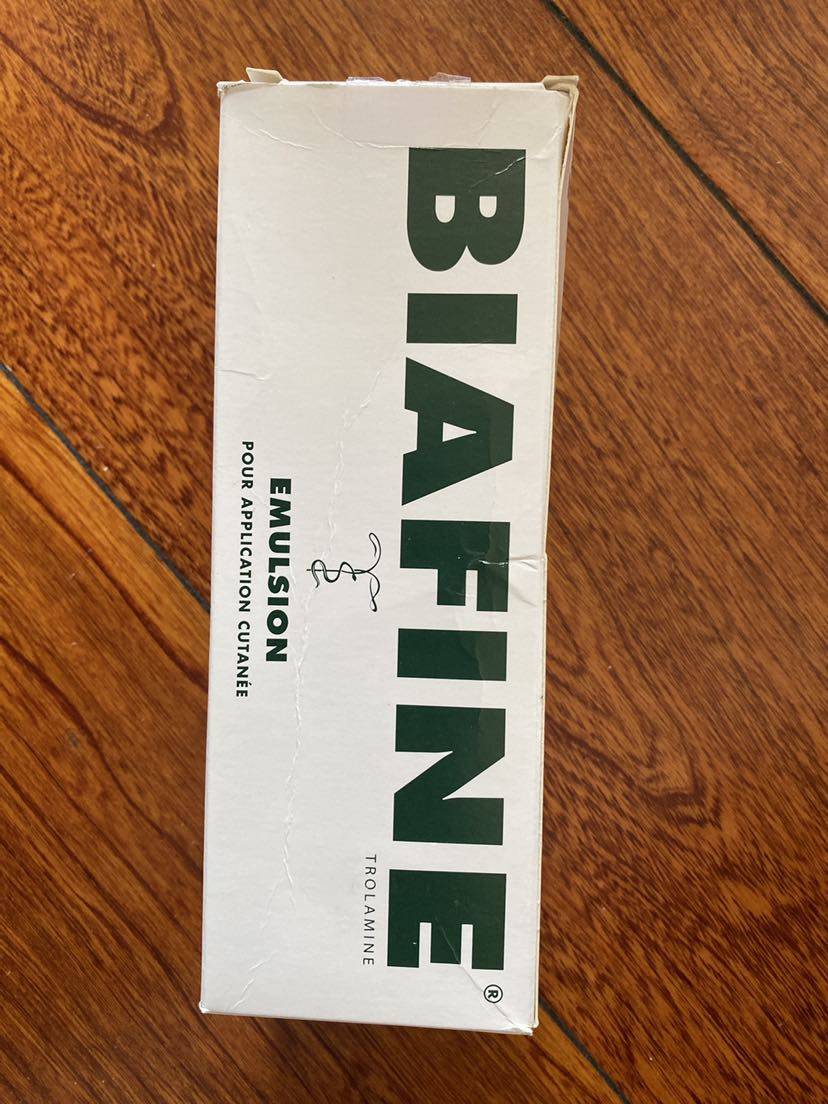 BIAFINE®
TROLAMINE
EMULSION
POUR APPLICATION CUTANÉE